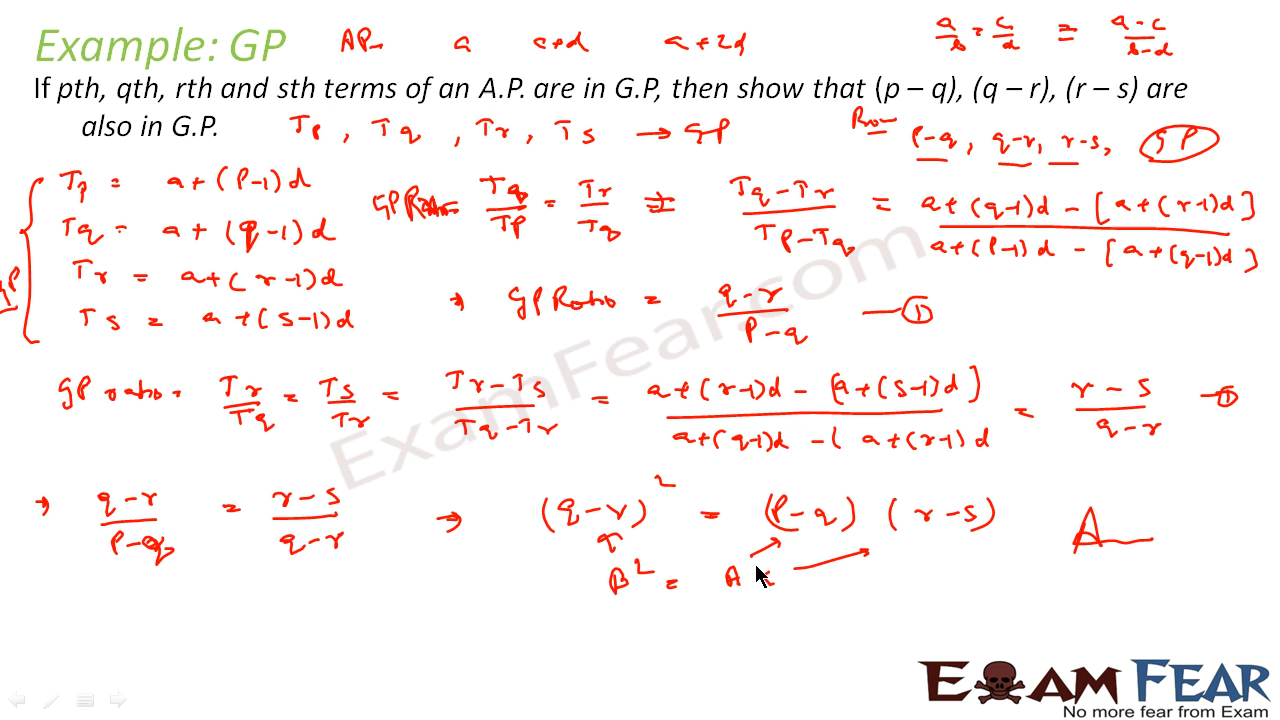 Example: GP AP- a c+d a+2d a/b = c/d = a-c/b-d
If pth, qth, rth and sth terms of an A.P. are in G.P, then show that (p – q), (q – r), (r – s) are
also in G.P. Tp , Tq , Tr , Ts → GP p-q, q-r, r-s, GP
Tp = a+(p-1)d
Tq = a+(q-1)d
Tr = a+(r-1)d
Ts = a+(s-1)d
GP
GP Ratio = Tq/Tp = Tr/Tq ⇒ Tq-Tr/Tp-Tq = a+(q-1)d - [a+(r-1)d]/a+(p-1)d - [a+(q-1)d]
→ GP Ratio = q-r/p-q — ①
GP ratio = Tr/Tq = Ts/Tr = Tr-Ts/Tq-Tr = a+(r-1)d - [a+(s-1)d]/a+(q-1)d - (a+(r-1)d = r-s/q-r — ①
→ q-r/p-q = r-s/q-r → (q-r)² = (p-q) (r-s)
B² = A
ExamFear.com
EXAM FEAR
No more fear from Exam